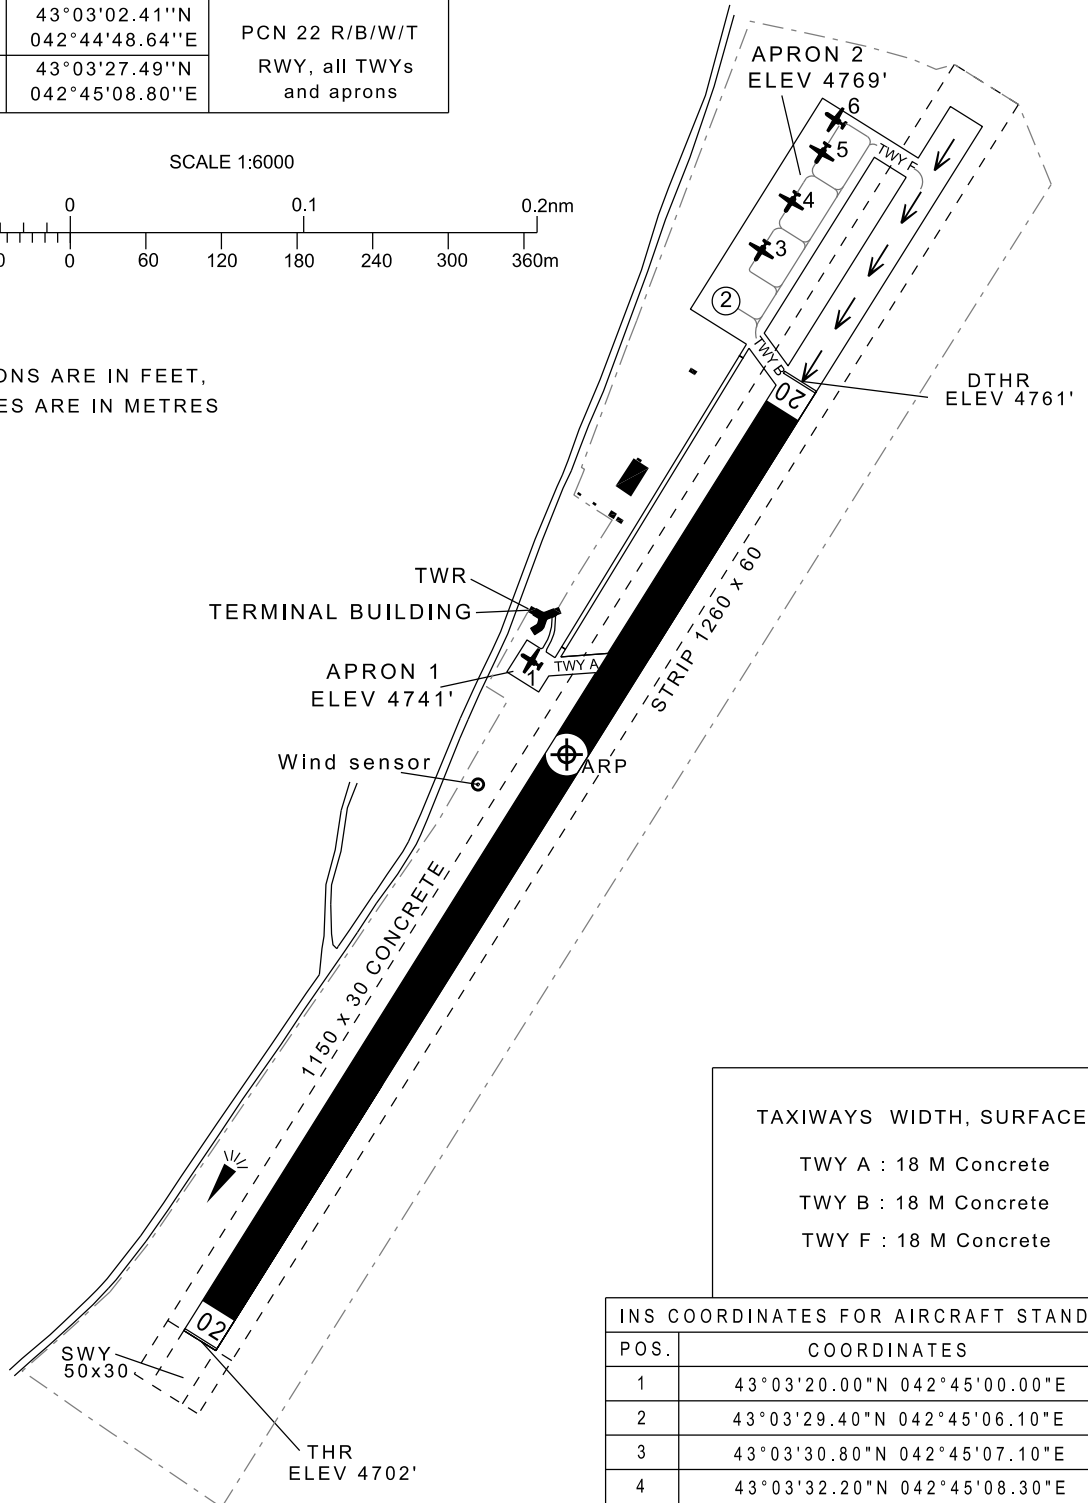 43°03'02.41''N
042°44'48.64''E
43°03'27.49''N
042°45'08.80''E
PCN 22 R/B/W/T
RWY, all TWYs
and aprons
SCALE 1:6000
0 0.1 0.2nm
0 0 60 120 180 240 300 360m
ONS ARE IN FEET,
ES ARE IN METRES
APRON 2
ELEV 4769'
6
5
4
3
2
TWY F
TWY B
20
DTHR
ELEV 4761'
TWR
TERMINAL BUILDING
APRON 1
ELEV 4741'
1
TWY A
STRIP 1260 x 60
Wind sensor
ARP
1150 x 30 CONCRETE
02
SWY
50x30
THR
ELEV 4702'
TAXIWAYS WIDTH, SURFACE
TWY A : 18 M Concrete
TWY B : 18 M Concrete
TWY F : 18 M Concrete
INS COORDINATES FOR AIRCRAFT STAND
POS. COORDINATES
1 43°03'20.00"N 042°45'00.00"E
2 43°03'29.40"N 042°45'06.10"E
3 43°03'30.80"N 042°45'07.10"E
4 43°03'32.20"N 042°45'08.30"E